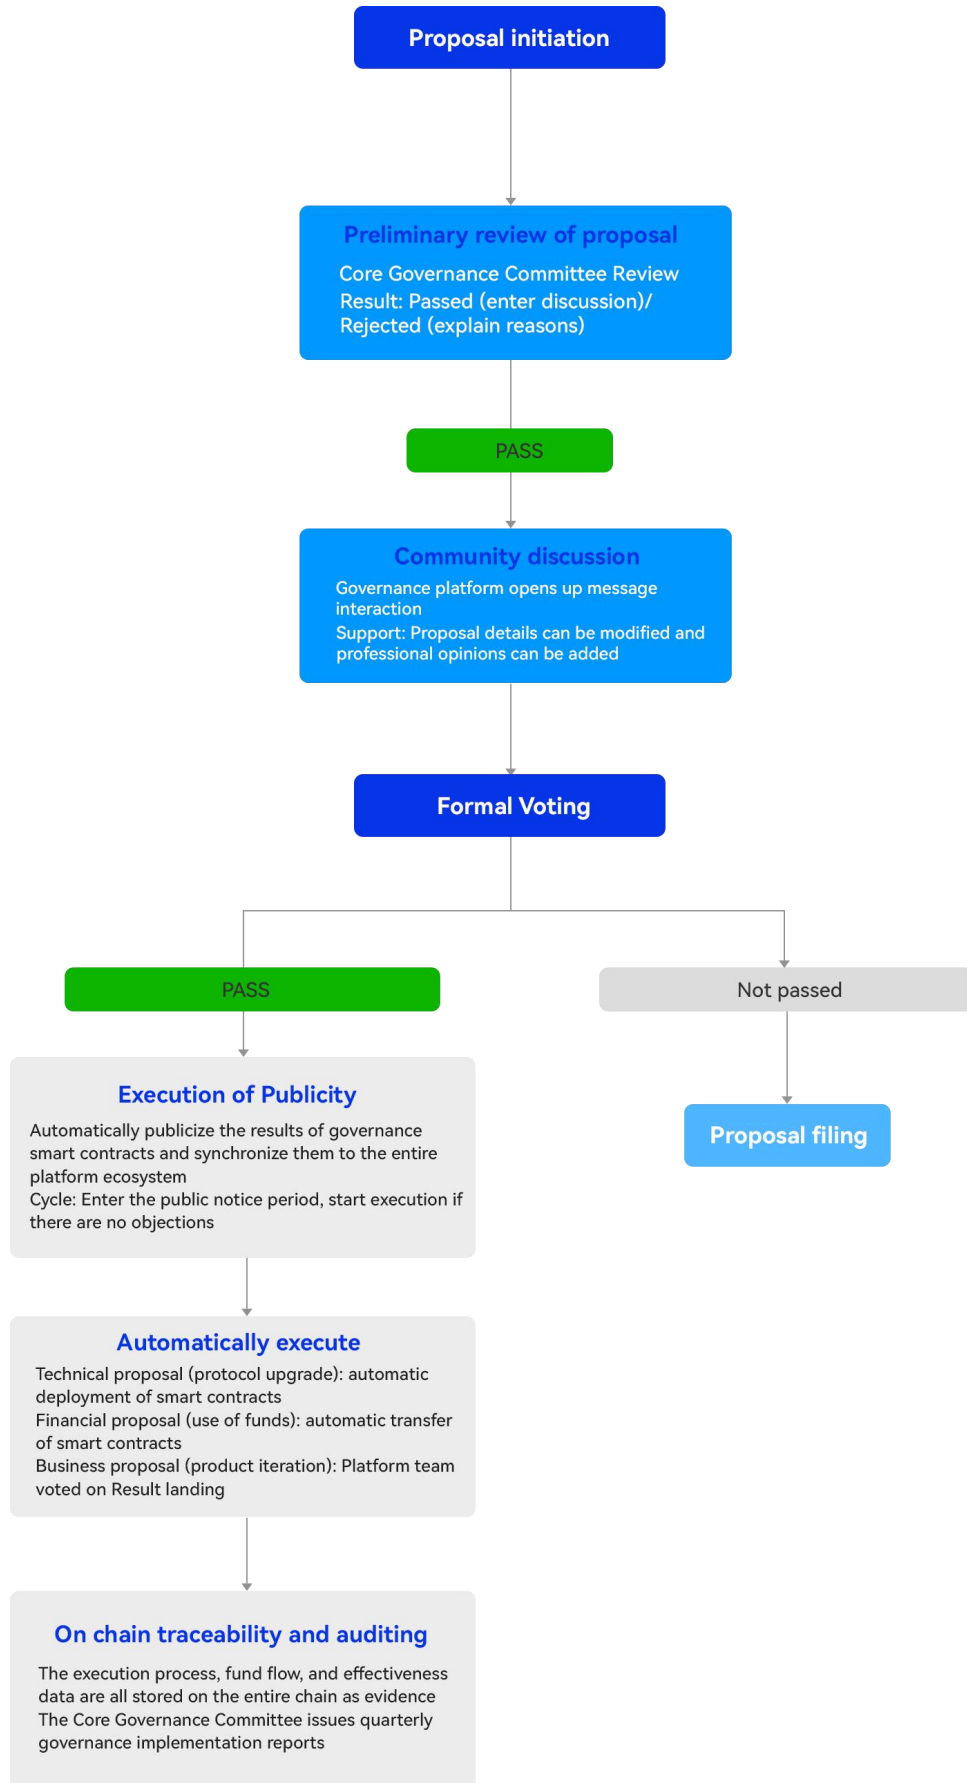 Proposal initiation
Preliminary review of proposal
Core Governance Committee Review
Result: Passed (enter discussion)/
Rejected (explain reasons)
PASS
Community discussion
Governance platform opens up message
interaction
Support: Proposal details can be modified and
professional opinions can be added
Formal Voting
PASS
Not passed
Execution of Publicity
Automatically publicize the results of governance
smart contracts and synchronize them to the entire
platform ecosystem
Cycle: Enter the public notice period, start execution if
there are no objections
Proposal filing
Automatically execute
Technical proposal (protocol upgrade): automatic
deployment of smart contracts
Financial proposal (use of funds): automatic transfer
of smart contracts
Business proposal (product iteration): Platform team
voted on Result landing
On chain traceability and auditing
The execution process, fund flow, and effectiveness
data are all stored on the entire chain as evidence
The Core Governance Committee issues quarterly
governance implementation reports